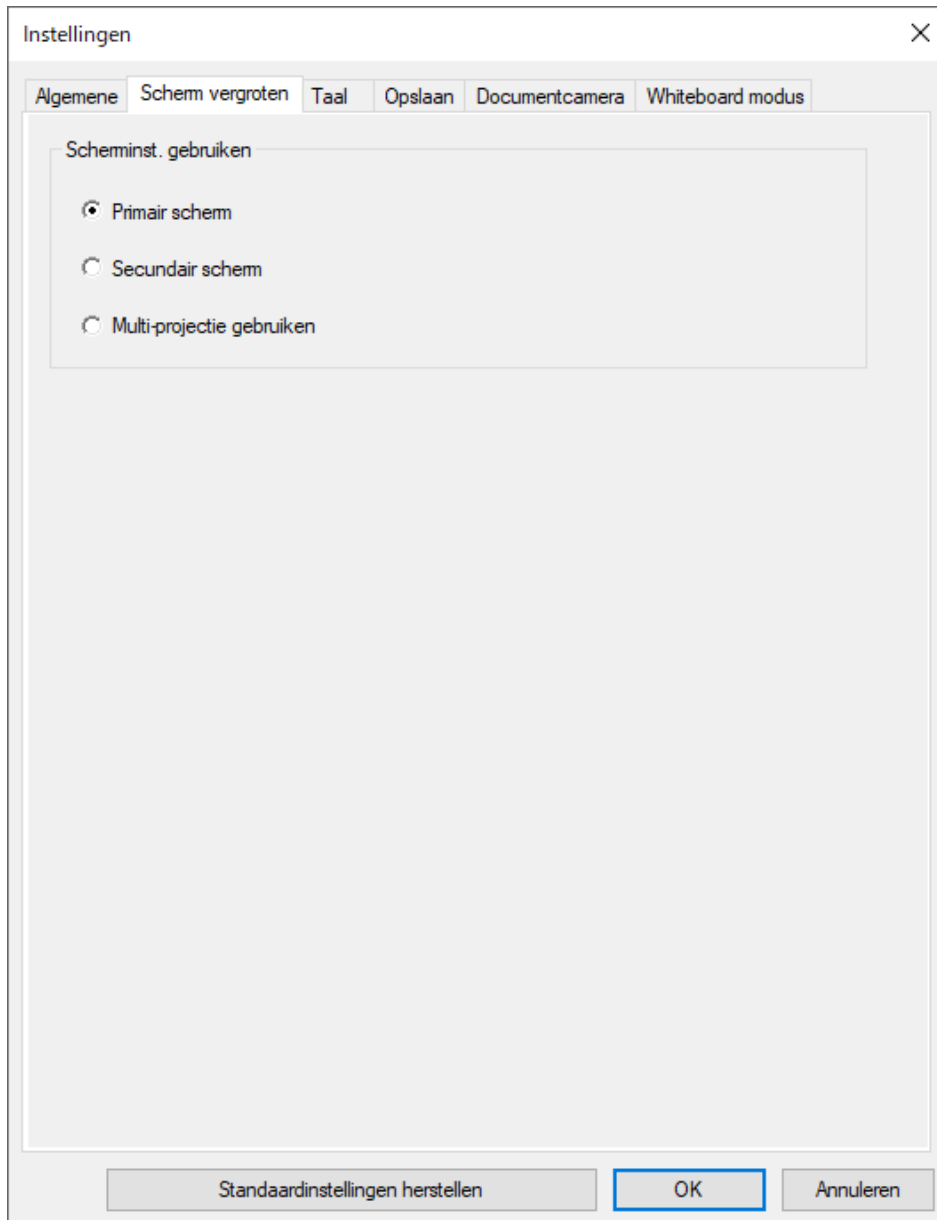 Instellingen
Algemene Scherm vergroten Taal Opslaan Documentcamera Whiteboard modus
Scherminst. gebruiken
Primair scherm
Secundair scherm
Multi-projectie gebruiken
Standaardinstellingen herstellen OK Annuleren